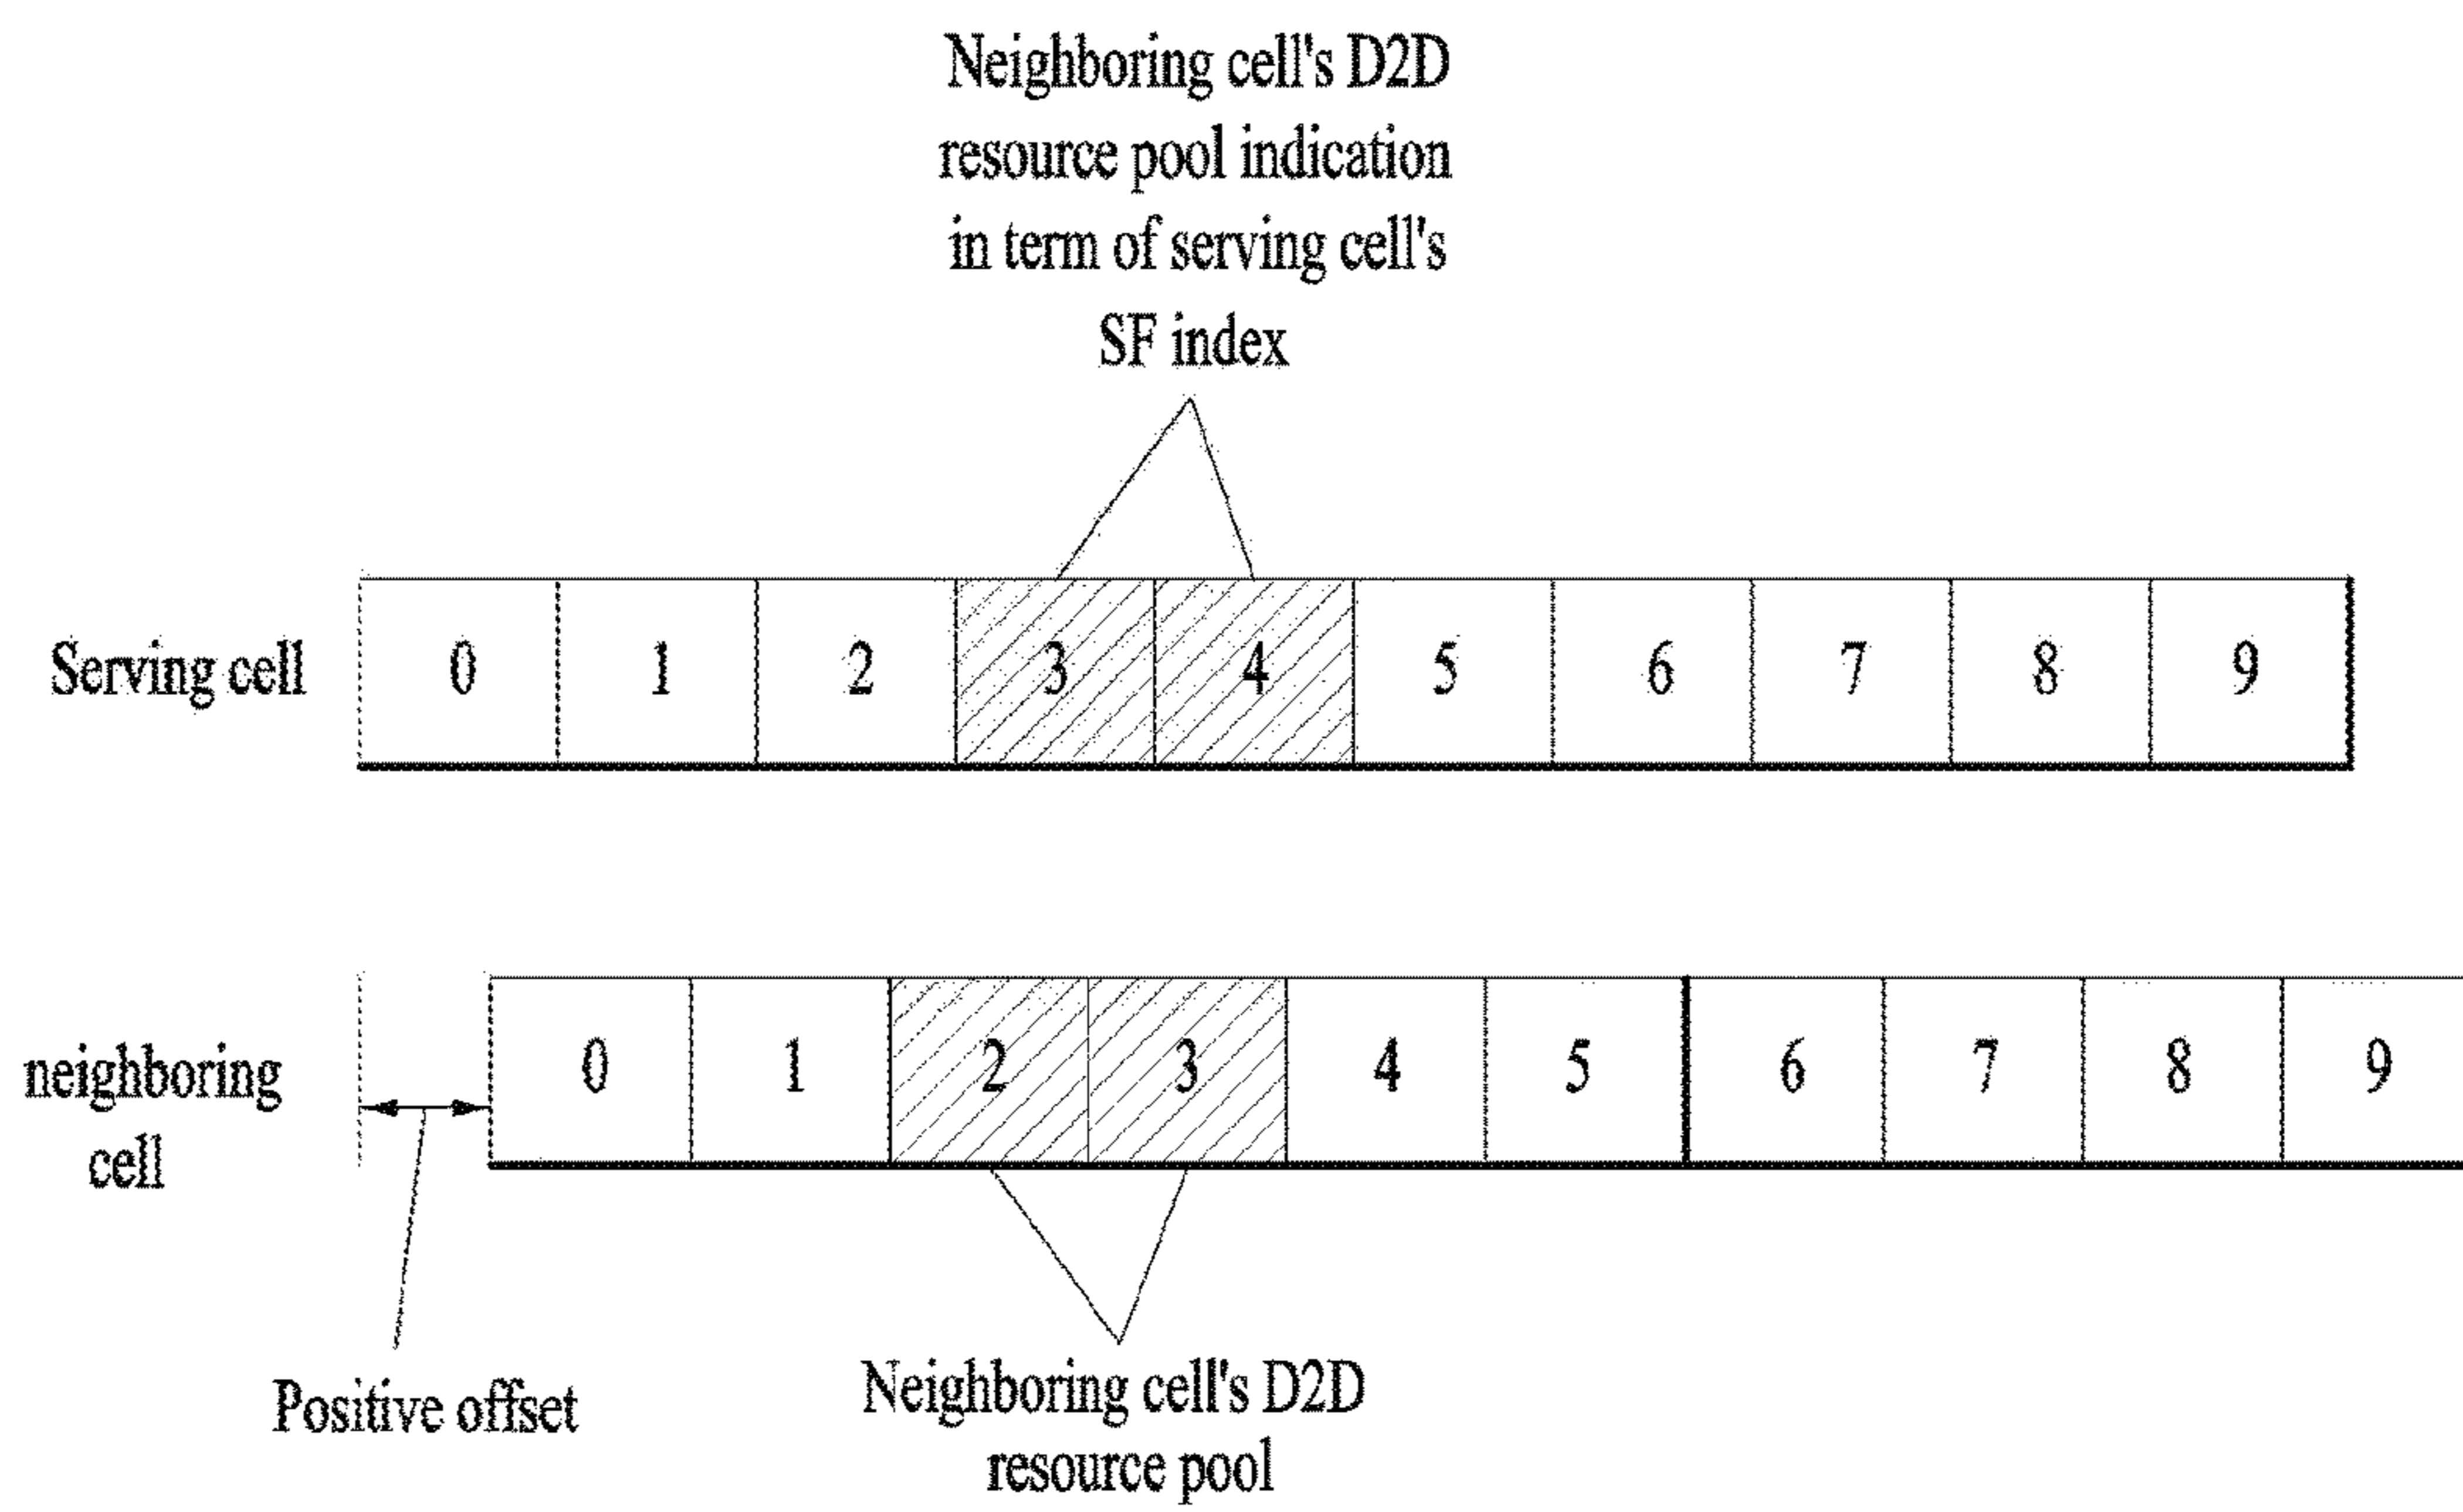 Neighboring cell's D2D
resource pool indication
in term of serving cell's
SF index
Serving cell 0 1 2 3 4 5 6 7 8 9
neighboring
cell
0 1 2 3 4 5 6 7 8 9
Positive offset
Neighboring cell's D2D
resource pool